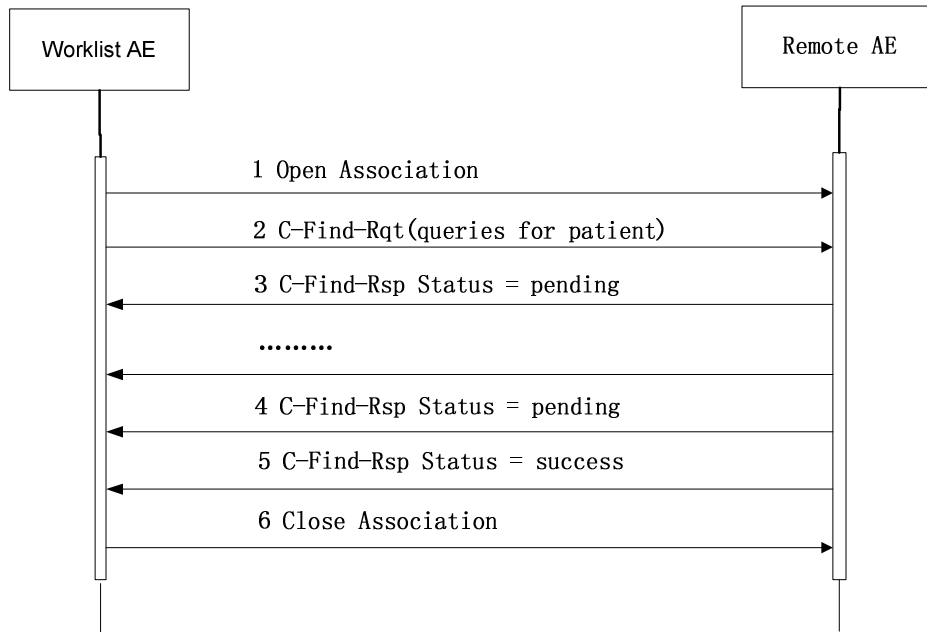 Worklist AE
Remote AE
1 Open Association
2 C-Find-Rqt(queries for patient)
3 C-Find-Rsp Status = pending
………
4 C-Find-Rsp Status = pending
5 C-Find-Rsp Status = success
6 Close Association